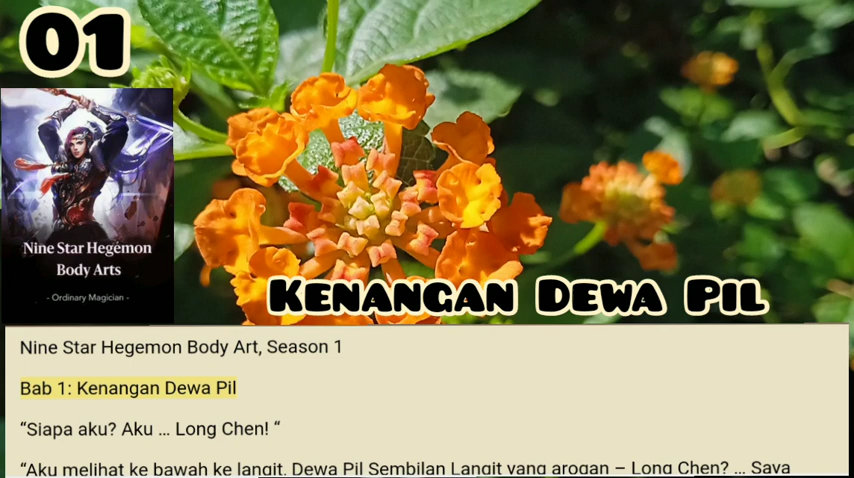 01
Nine Star Hegemon
Body Arts
- Ordinary Magician -
Kenangan Dewa Pil
Nine Star Hegemon Body Art, Season 1
Bab 1: Kenangan Dewa Pil
“Siapa aku? Aku ... Long Chen! “
“Aku melihat ke bawah ke langit. Dewa Pil Sembilan Langit yang arogan – Long Chen? ... Saya